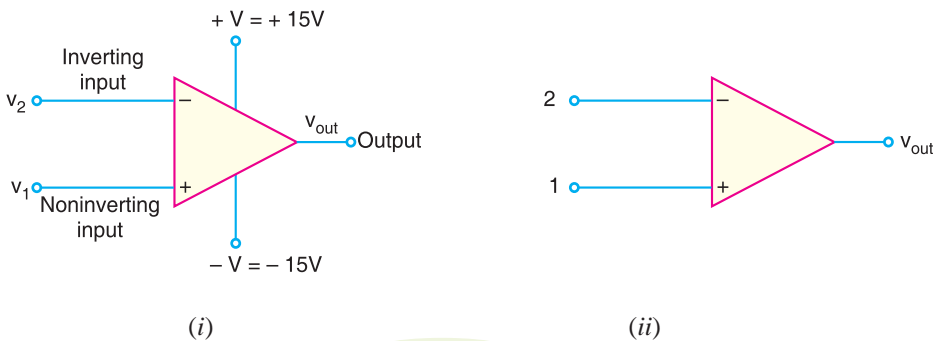 + V = + 15V
Inverting
input
v2
–
vout
Output
v1
+
Noninverting
input
– V = – 15V
(i)
2
–
vout
1
+
(ii)